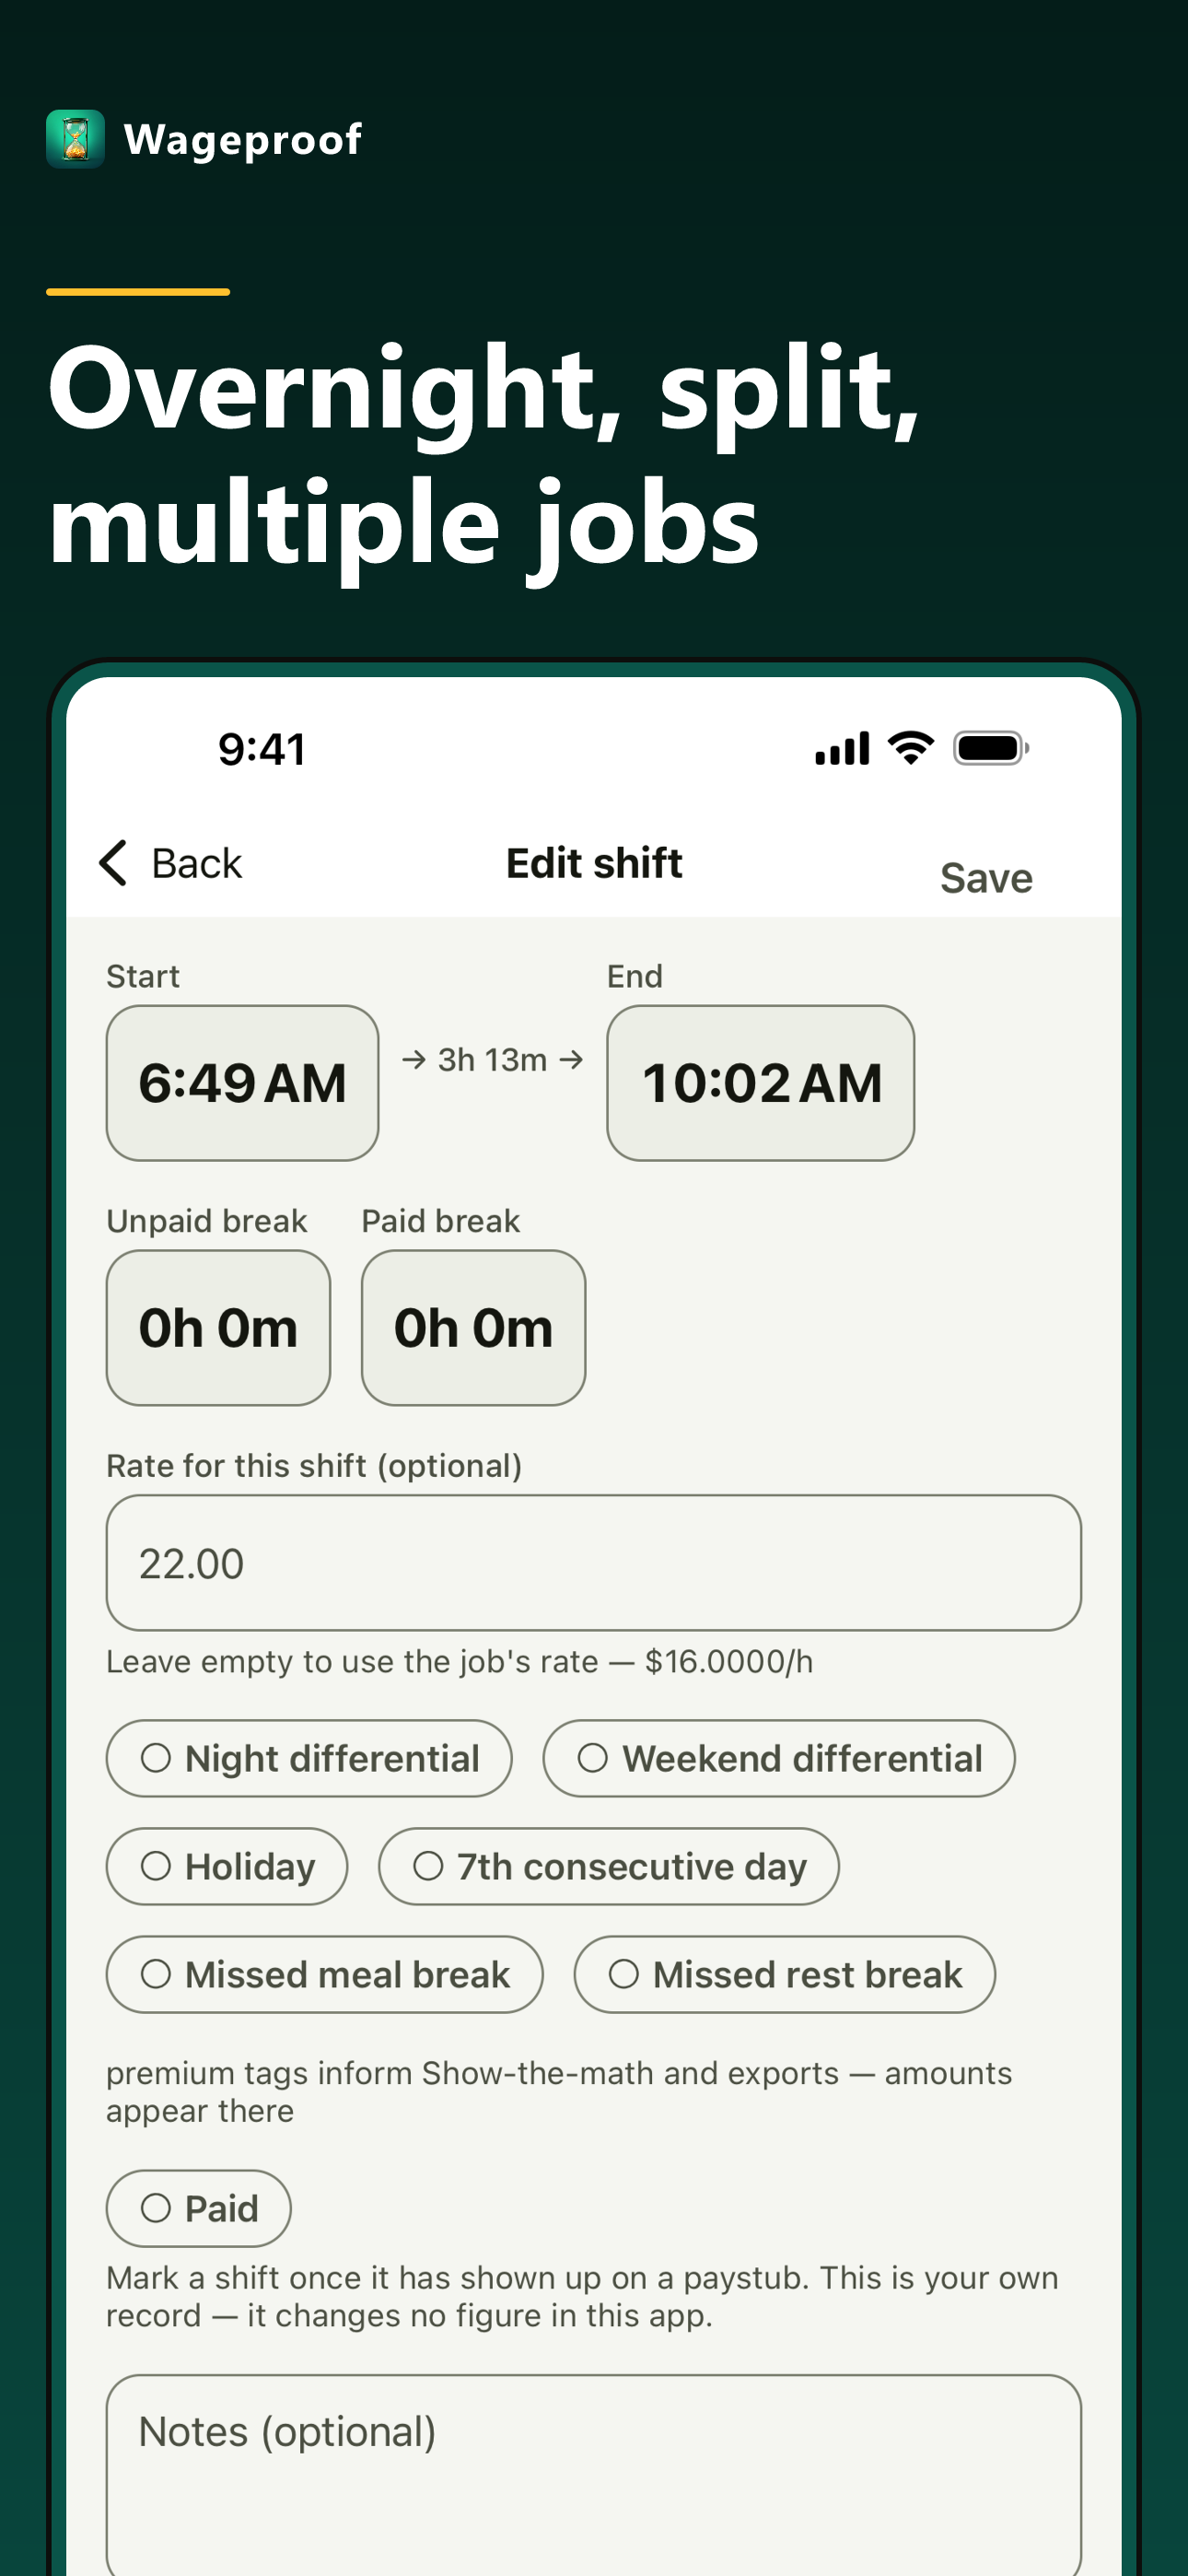 Wageproof
Overnight, split,
multiple jobs
9:41
Back
Edit shift
Save
Start
End
6:49 AM
→ 3h 13m →
10:02 AM
Unpaid break
Paid break
0h 0m
0h 0m
Rate for this shift (optional)
22.00
Leave empty to use the job's rate — $16.0000/h
Night differential
Weekend differential
Holiday
7th consecutive day
Missed meal break
Missed rest break
premium tags inform Show-the-math and exports — amounts
appear there
Paid
Mark a shift once it has shown up on a paystub. This is your own
record — it changes no figure in this app.
Notes (optional)